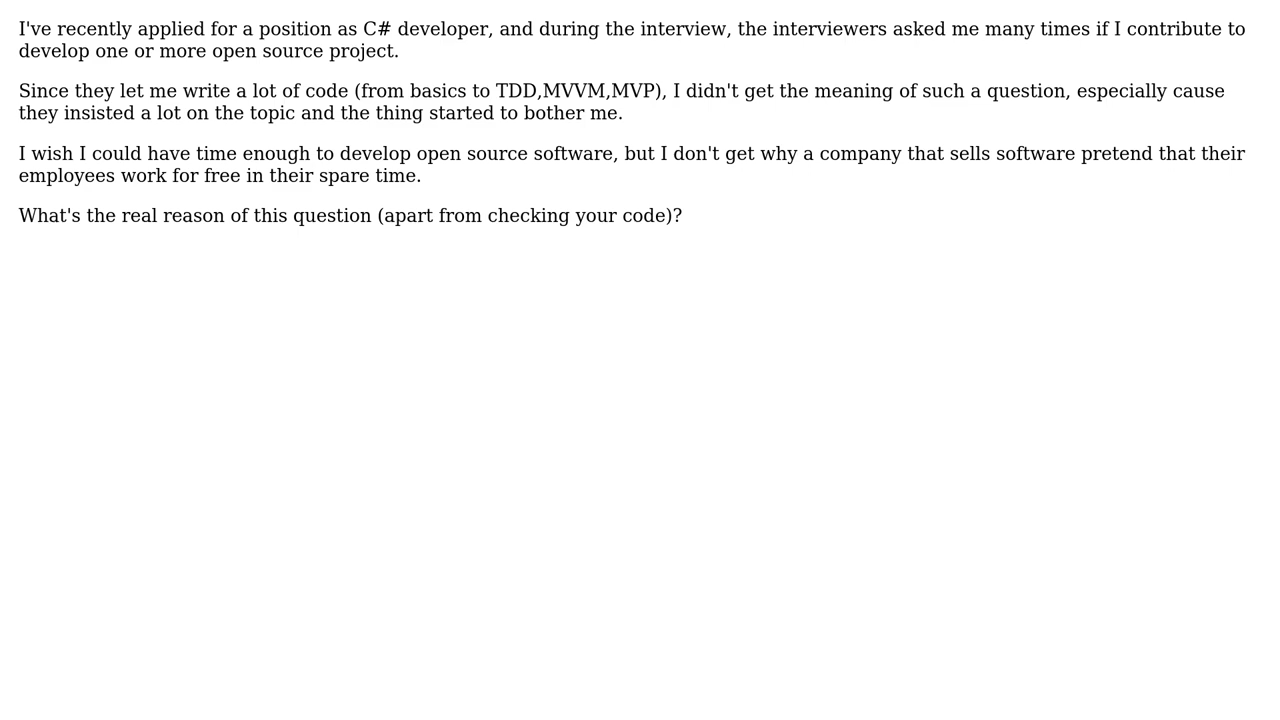 I've recently applied for a position as C# developer, and during the interview, the interviewers asked me many times if I contribute to
develop one or more open source project.
Since they let me write a lot of code (from basics to TDD,MVVM,MVP), I didn't get the meaning of such a question, especially cause
they insisted a lot on the topic and the thing started to bother me.
I wish I could have time enough to develop open source software, but I don't get why a company that sells software pretend that their
employees work for free in their spare time.
What's the real reason of this question (apart from checking your code)?